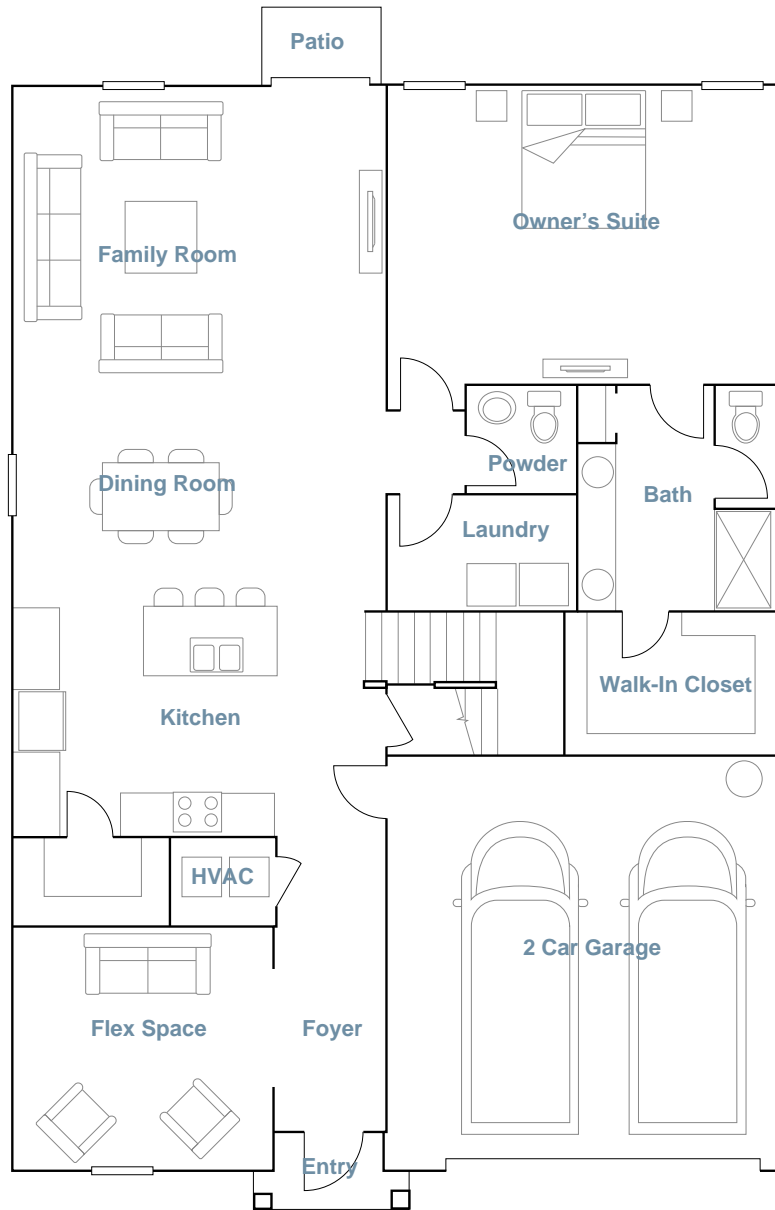 Patio
Owner’s Suite
Family Room
Powder
Dining Room
Bath
Laundry
Walk-In Closet
Kitchen
HVAC
2 Car Garage
Flex Space
Foyer
Entry